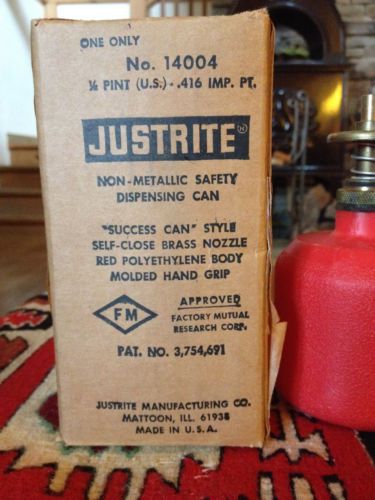 ONE ONLY
No. 14004
½ PINT (U.S.) - .416 IMP. PT.
JUSTRITE
NON-METALLIC SAFETY
DISPENSING CAN
"SUCCESS CAN" STYLE
SELF-CLOSE BRASS NOZZLE
RED POLYETHYLENE BODY
MOLDED HAND GRIP
FM
APPROVED
FACTORY MUTUAL
RESEARCH CORP.
PAT. NO. 3,754,691
JUSTRITE MANUFACTURING CO.
MATTOON, ILL. 61938
MADE IN U.S.A.